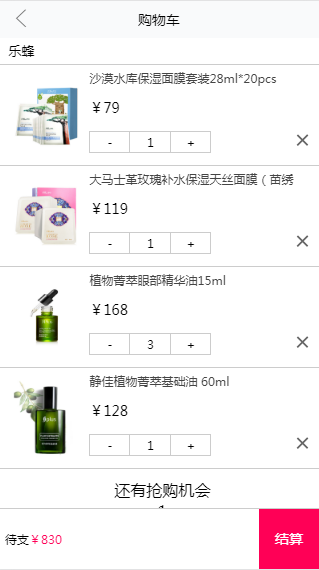 购物车
乐蜂
沙漠水库保湿面膜套装28ml*20pcs
￥79
- 1 +
×
大马士革玫瑰补水保湿天丝面膜（苗绣
￥119
- 1 +
×
植物菁萃眼部精华油15ml
￥168
- 3 +
×
静佳植物菁萃基础油 60ml
￥128
- 1 +
×
还有抢购机会
待支￥830
结算